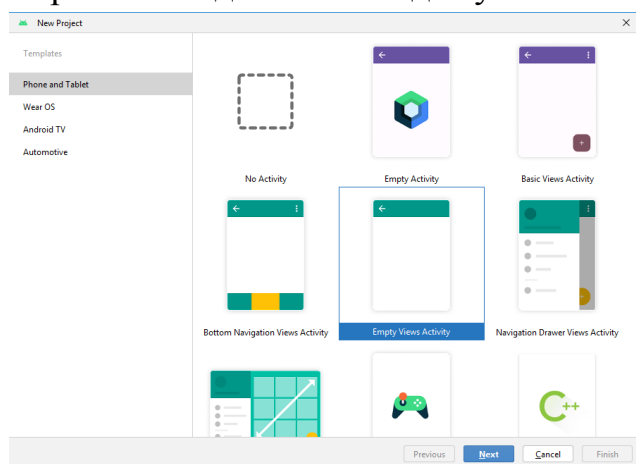 New Project
Templates
Phone and Tablet
Wear OS
Android TV
Automotive
No Activity
Empty Activity
Basic Views Activity
Bottom Navigation Views Activity
Empty Views Activity
Navigation Drawer Views Activity
C++
Previous
Next
Cancel
Finish